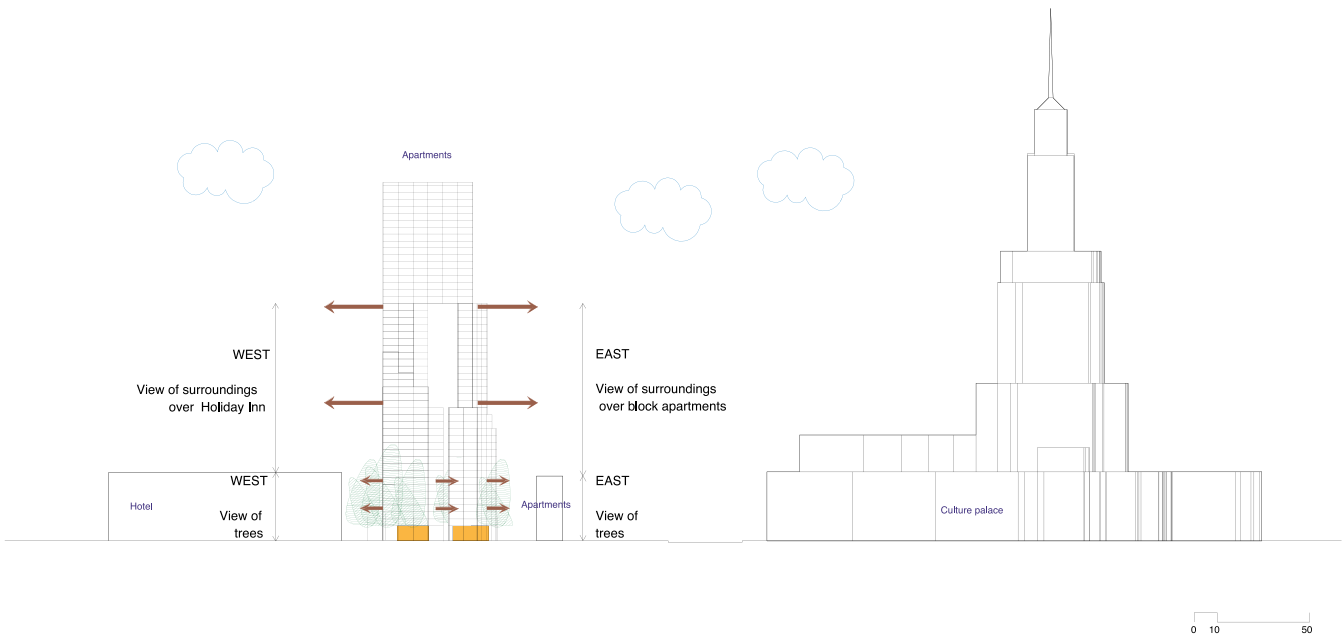 Apartments
WEST
View of surroundings
over Holiday Inn
EAST
View of surroundings
over block apartments
WEST
View of
trees
EAST
View of
trees
Hotel
Apartments
Culture palace
0 10 50